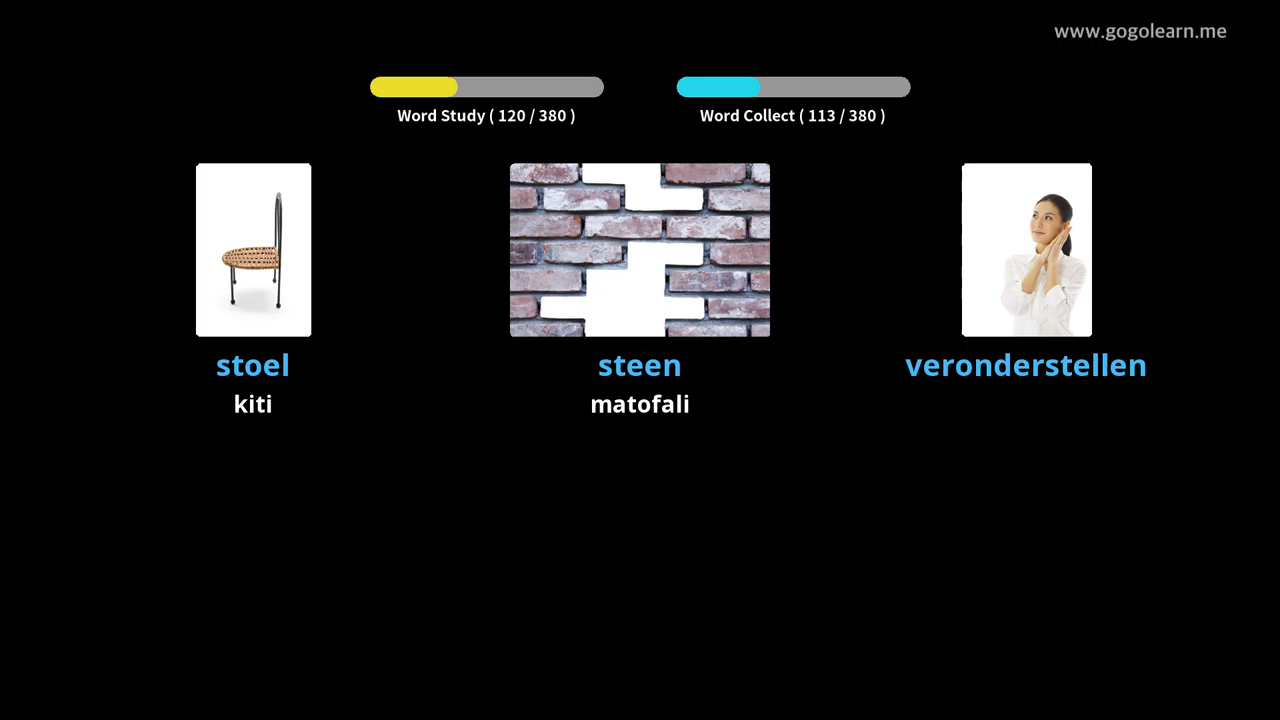 www.gogolearn.me
Word Study ( 120 / 380 )
Word Collect ( 113 / 380 )
stoel
steen
veronderstellen
kiti
matofali